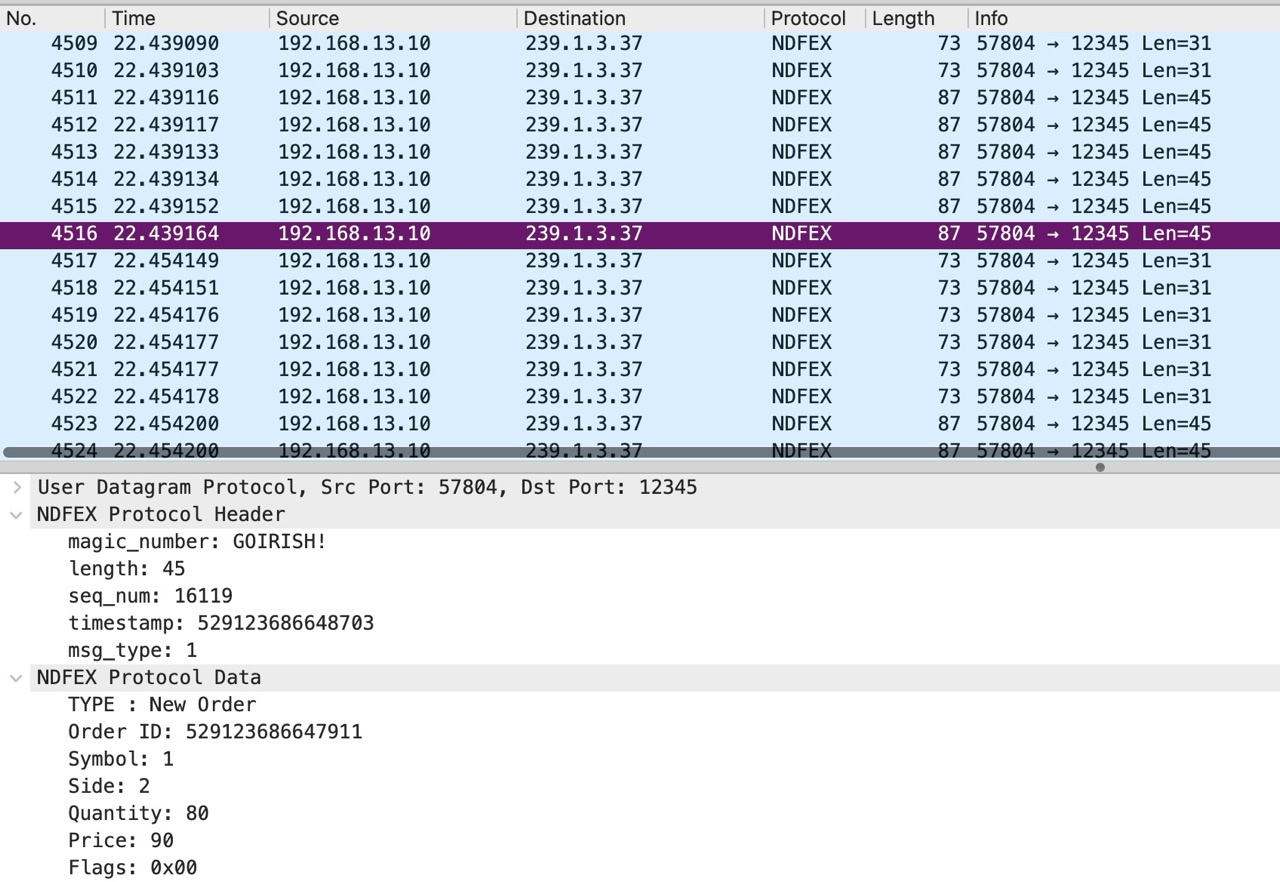 No. Time Source Destination Protocol Length Info
4509 22.439090 192.168.13.10 239.1.3.37 NDFEX 73 57804 → 12345 Len=31
4510 22.439103 192.168.13.10 239.1.3.37 NDFEX 73 57804 → 12345 Len=31
4511 22.439116 192.168.13.10 239.1.3.37 NDFEX 87 57804 → 12345 Len=45
4512 22.439117 192.168.13.10 239.1.3.37 NDFEX 87 57804 → 12345 Len=45
4513 22.439133 192.168.13.10 239.1.3.37 NDFEX 87 57804 → 12345 Len=45
4514 22.439134 192.168.13.10 239.1.3.37 NDFEX 87 57804 → 12345 Len=45
4515 22.439152 192.168.13.10 239.1.3.37 NDFEX 87 57804 → 12345 Len=45
4516 22.439164 192.168.13.10 239.1.3.37 NDFEX 87 57804 → 12345 Len=45
4517 22.454149 192.168.13.10 239.1.3.37 NDFEX 73 57804 → 12345 Len=31
4518 22.454151 192.168.13.10 239.1.3.37 NDFEX 73 57804 → 12345 Len=31
4519 22.454176 192.168.13.10 239.1.3.37 NDFEX 73 57804 → 12345 Len=31
4520 22.454177 192.168.13.10 239.1.3.37 NDFEX 73 57804 → 12345 Len=31
4521 22.454177 192.168.13.10 239.1.3.37 NDFEX 73 57804 → 12345 Len=31
4522 22.454178 192.168.13.10 239.1.3.37 NDFEX 73 57804 → 12345 Len=31
4523 22.454200 192.168.13.10 239.1.3.37 NDFEX 87 57804 → 12345 Len=45
4524 22.454200 192.168.13.10 239.1.3.37 NDFEX 87 57804 → 12345 Len=45
User Datagram Protocol, Src Port: 57804, Dst Port: 12345
NDFEX Protocol Header
magic_number: GOIRISH!
length: 45
seq_num: 16119
timestamp: 529123686648703
msg_type: 1
NDFEX Protocol Data
TYPE : New Order
Order ID: 529123686647911
Symbol: 1
Side: 2
Quantity: 80
Price: 90
Flags: 0x00